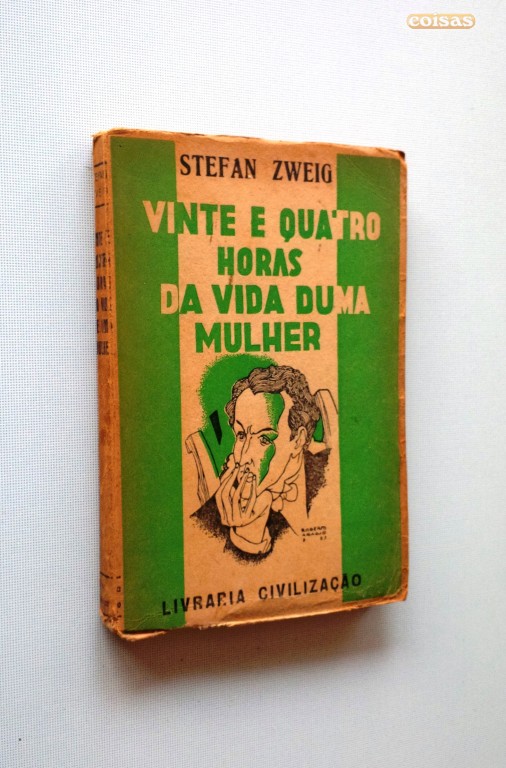 coisas
STEFAN ZWEIG
VINTE E QUATRO
HORAS
DA VIDA DUMA
MULHER
LIVRARIA CIVILIZAÇÃO